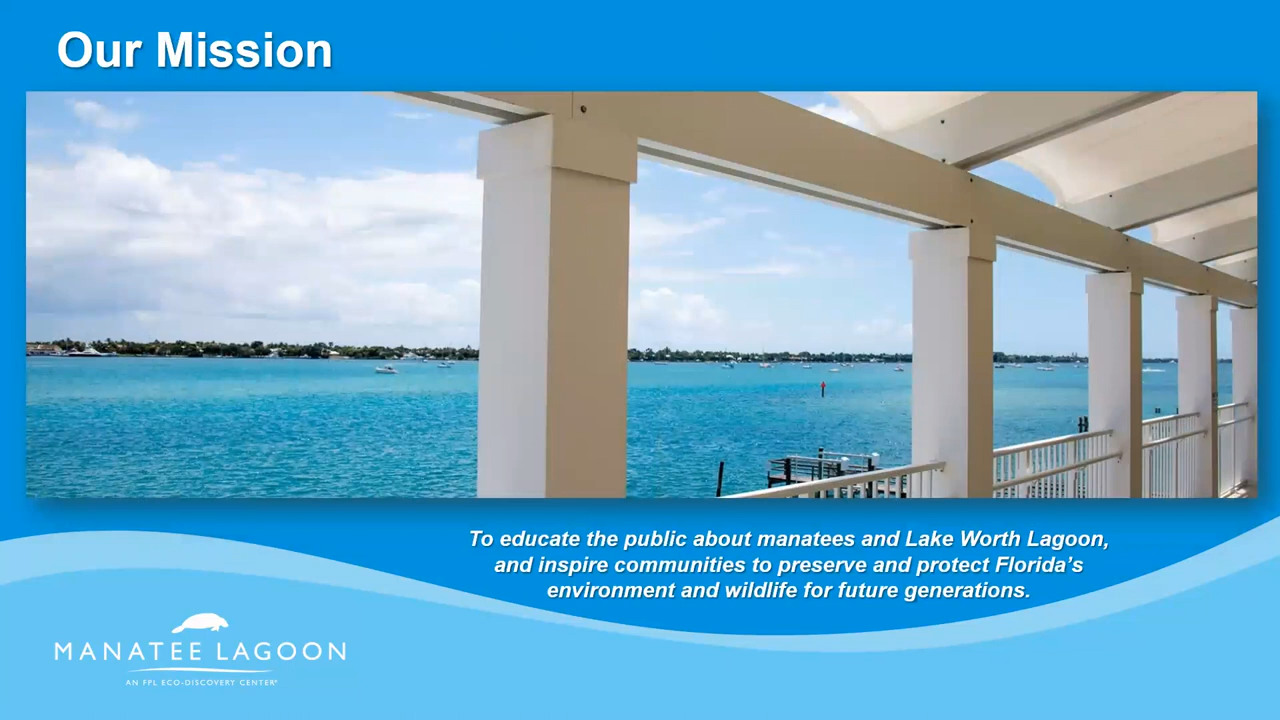 Our Mission
To educate the public about manatees and Lake Worth Lagoon,
and inspire communities to preserve and protect Florida's
environment and wildlife for future generations.
MANATEE LAGOON
AN FPL ECO-DISCOVERY CENTER®